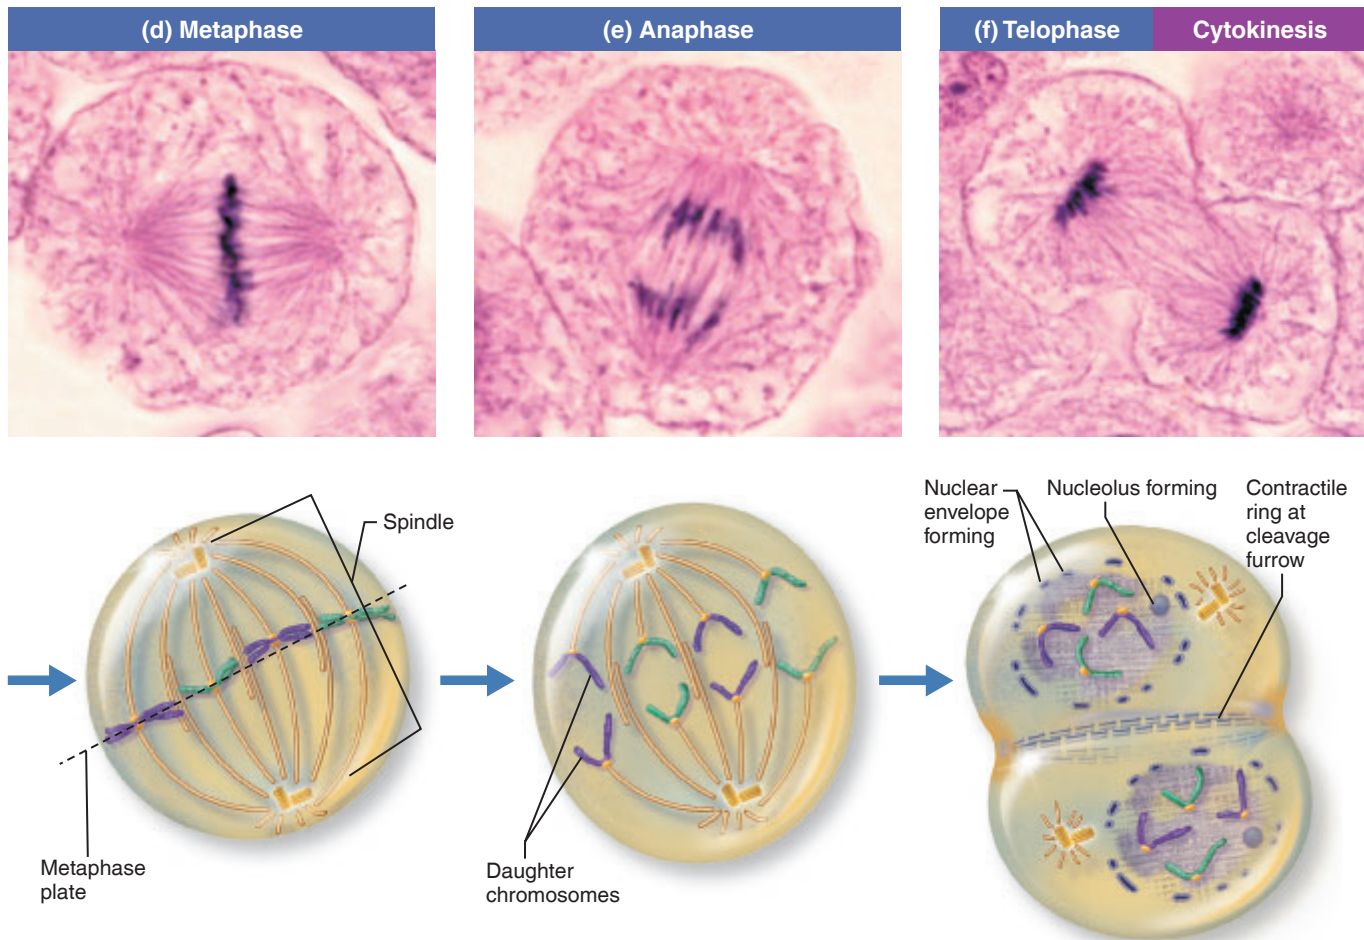 (d) Metaphase
(e) Anaphase
(f) Telophase
Cytokinesis
Spindle
Metaphase
plate
Daughter
chromosomes
Nuclear
envelope
forming
Nucleolus forming
Contractile
ring at
cleavage
furrow